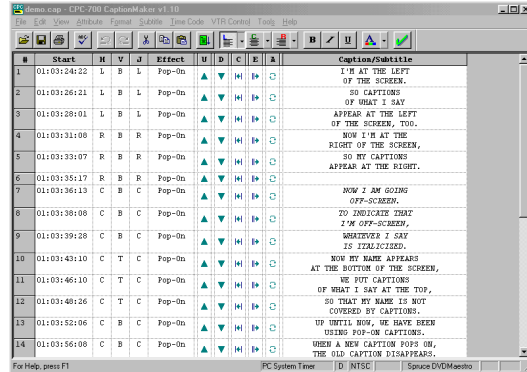 demo.cap - CPC-700 CaptionMaker v1.10
File Edit View Attribute Format Subtitle Time Code VTR Control Tools Help
B I U A
# Start H V J Effect U D C E A Caption/Subtitle
1 01:03:24:22 L B L Pop-On I'M AT THE LEFT
OF THE SCREEN.
2 01:03:26:21 L B L Pop-On SO CAPTIONS
OF WHAT I SAY
3 01:03:28:01 L B L Pop-On APPEAR AT THE LEFT
OF THE SCREEN, TOO.
4 01:03:31:08 R B R Pop-On NOW I'M AT THE
RIGHT OF THE SCREEN,
5 01:03:33:07 R B R Pop-On SO MY CAPTIONS
APPEAR AT THE RIGHT.
6 01:03:35:17 R B R Pop-On
7 01:03:36:13 C B C Pop-On NOW I AM GOING
OFF-SCREEN.
8 01:03:38:08 C B C Pop-On TO INDICATE THAT
I'M OFF-SCREEN,
9 01:03:39:28 C B C Pop-On WHATEVER I SAY
IS ITALICIZED.
10 01:03:43:10 C T C Pop-On NOW MY NAME APPEARS
AT THE BOTTOM OF THE SCREEN,
11 01:03:46:10 C T C Pop-On WE PUT CAPTIONS
OF WHAT I SAY AT THE TOP,
12 01:03:48:26 C T C Pop-On SO THAT MY NAME IS NOT
COVERED BY CAPTIONS.
13 01:03:52:06 C B C Pop-On UP UNTIL NOW, WE HAVE BEEN
USING POP-ON CAPTIONS.
14 01:03:56:08 C B C Pop-On WHEN A NEW CAPTION POPS ON,
THE OLD CAPTION DISAPPEARS.
For Help, press F1 PC System Timer D NTSC Spruce DVDMaestro